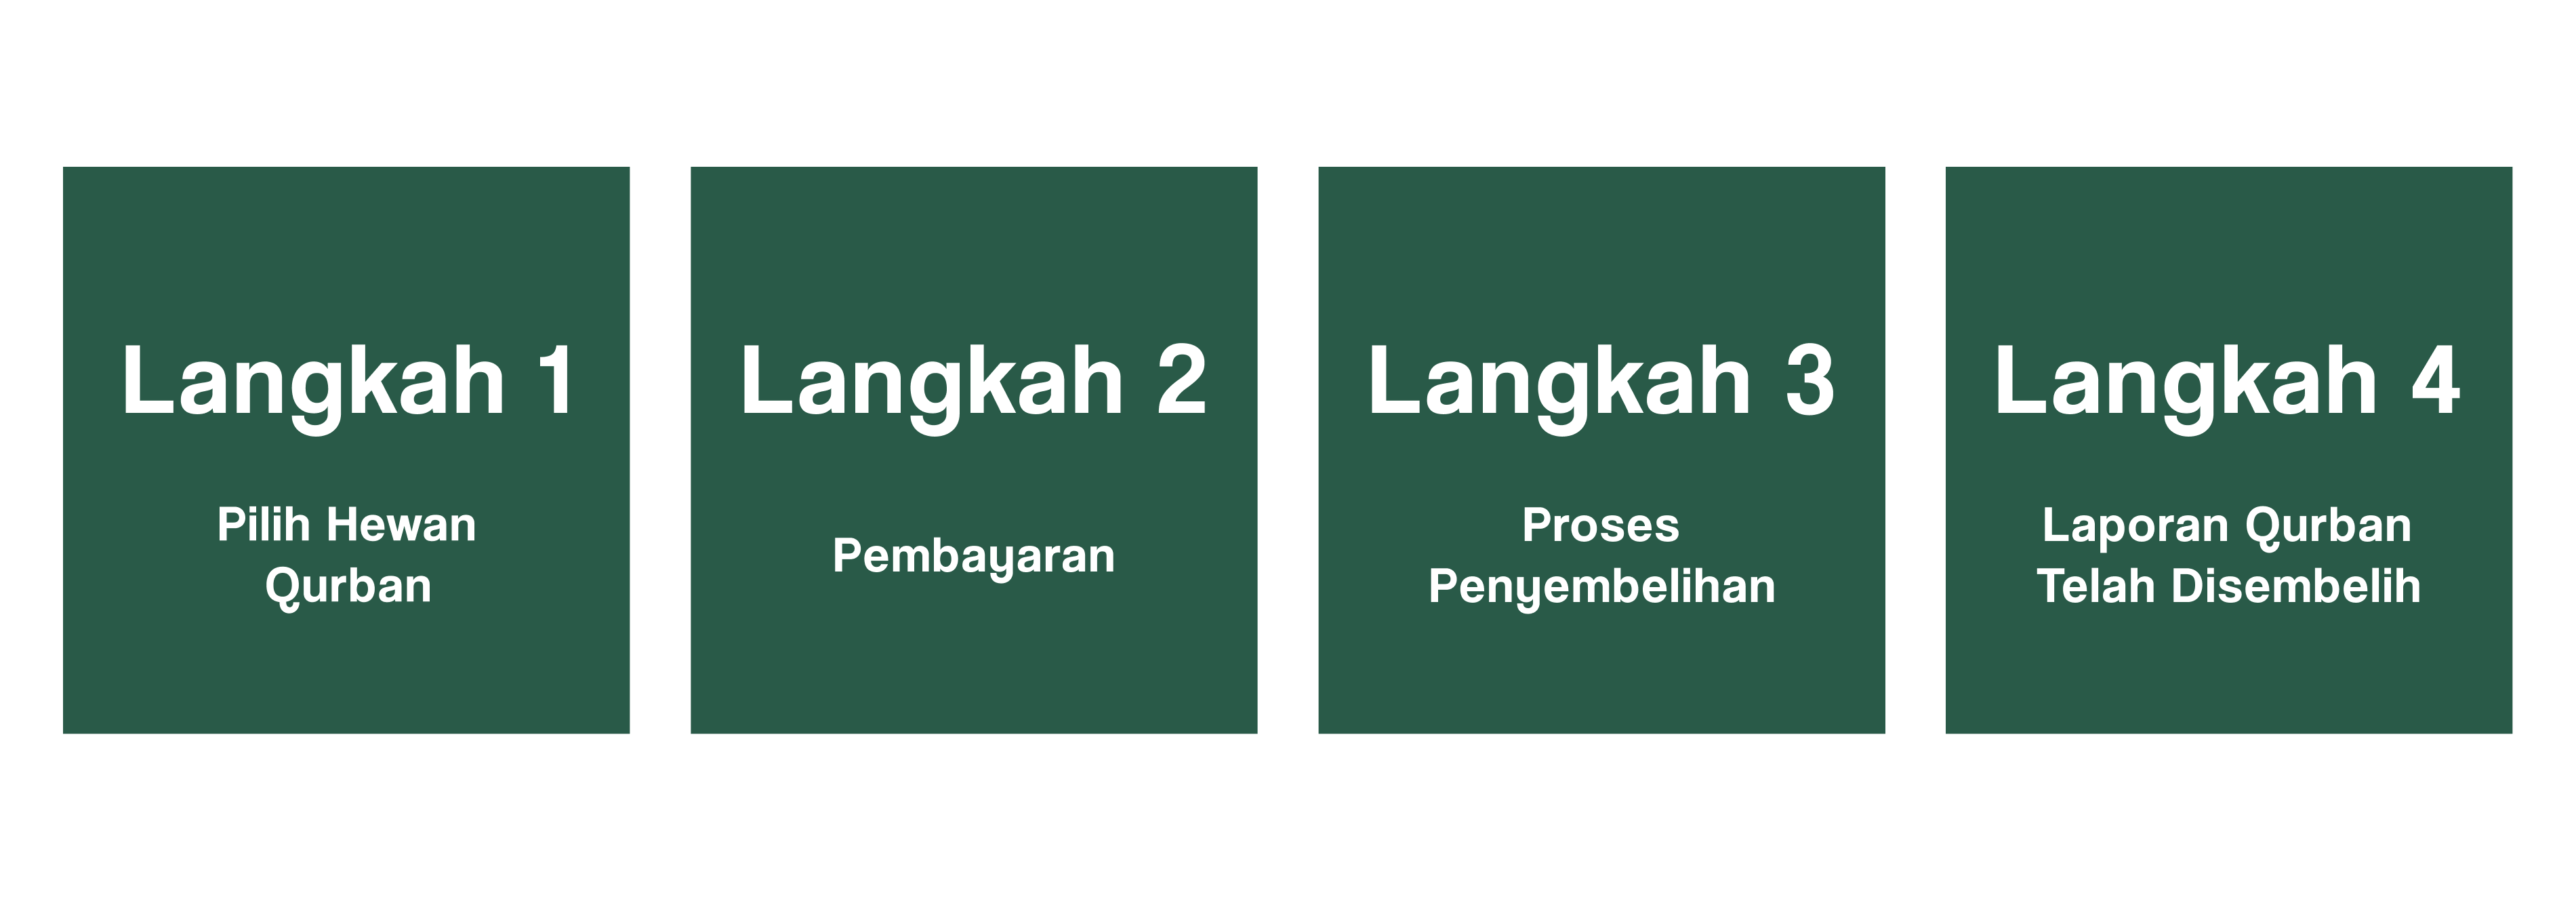 Langkah 1
Pilih Hewan
Qurban
Langkah 2
Pembayaran
Langkah 3
Proses
Penyembelihan
Langkah 4
Laporan Qurban
Telah Disembelih